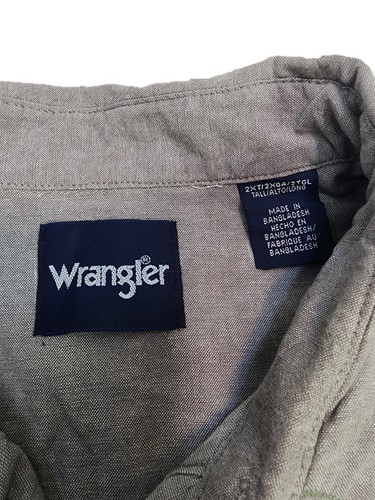 2XT/2XGA/2TGL
TALL/ALTO/LONG
MADE IN
BANGLADESH
HECHO EN
BANGLADESH/
FABRIQUE AU
BANGLADESH
Wrangler®